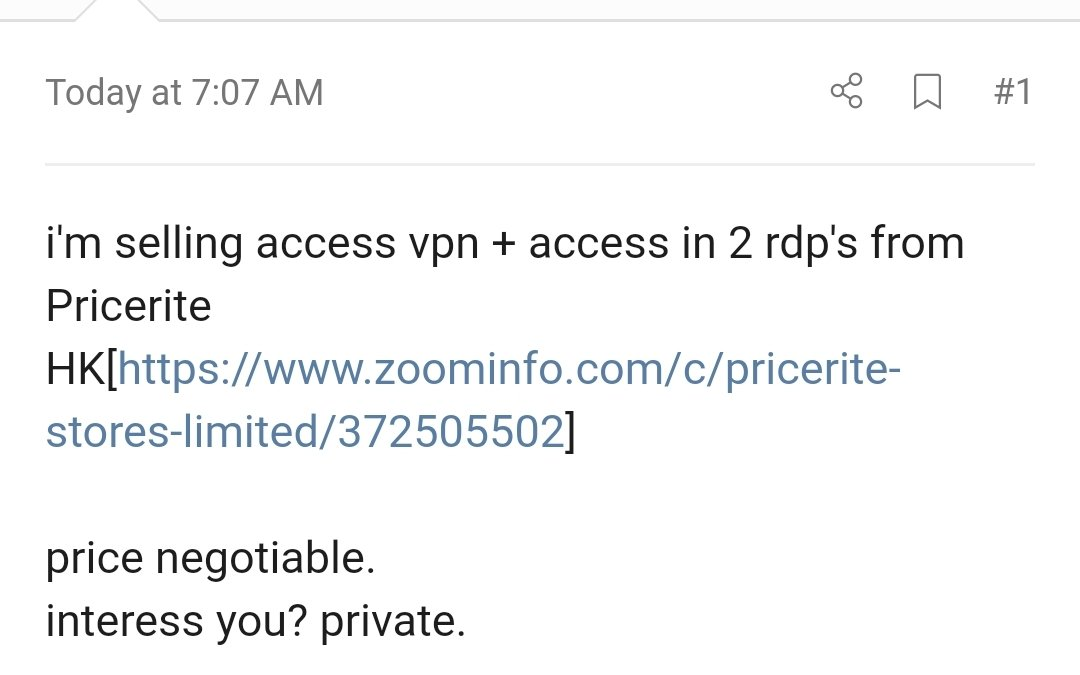 Today at 7:07 AM
#1
i'm selling access vpn + access in 2 rdp's from
Pricerite
HK[https://www.zoominfo.com/c/pricerite-
stores-limited/372505502]
price negotiable.
interess you? private.